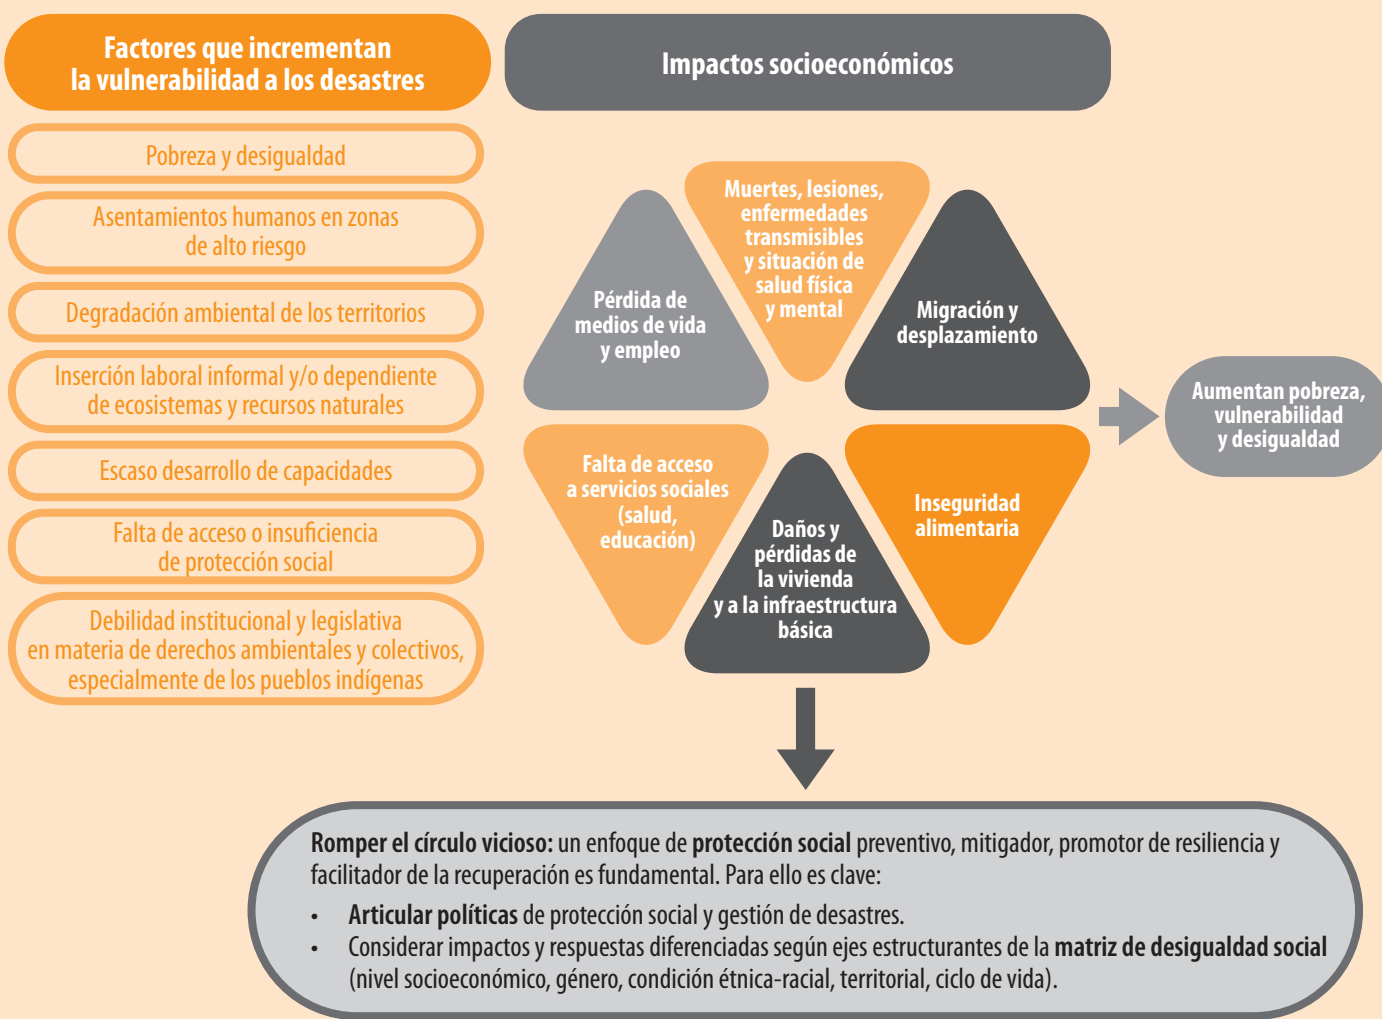 Factores que incrementan
la vulnerabilidad a los desastres
Pobreza y desigualdad
Asentamientos humanos en zonas
de alto riesgo
Degradación ambiental de los territorios
Inserción laboral informal y/o dependiente
de ecosistemas y recursos naturales
Escaso desarrollo de capacidades
Falta de acceso o insuficiencia
de protección social
Debilidad institucional y legislativa
en materia de derechos ambientales y colectivos,
especialmente de los pueblos indígenas
Impactos socioeconómicos
Muertes, lesiones,
enfermedades
transmisibles
y situación de
salud física
y mental
Pérdida de
medios de vida
y empleo
Migración y
desplazamiento
Falta de acceso
a servicios sociales
(salud,
educación)
Daños y
pérdidas de
la vivienda
y a la infraestructura
básica
Inseguridad
alimentaria
Aumentan pobreza,
vulnerabilidad
y desigualdad
Romper el círculo vicioso: un enfoque de protección social preventivo, mitigador, promotor de resiliencia y
facilitador de la recuperación es fundamental. Para ello es clave:
• Articular políticas de protección social y gestión de desastres.
• Considerar impactos y respuestas diferenciadas según ejes estructurantes de la matriz de desigualdad social
(nivel socioeconómico, género, condición étnica-racial, territorial, ciclo de vida).